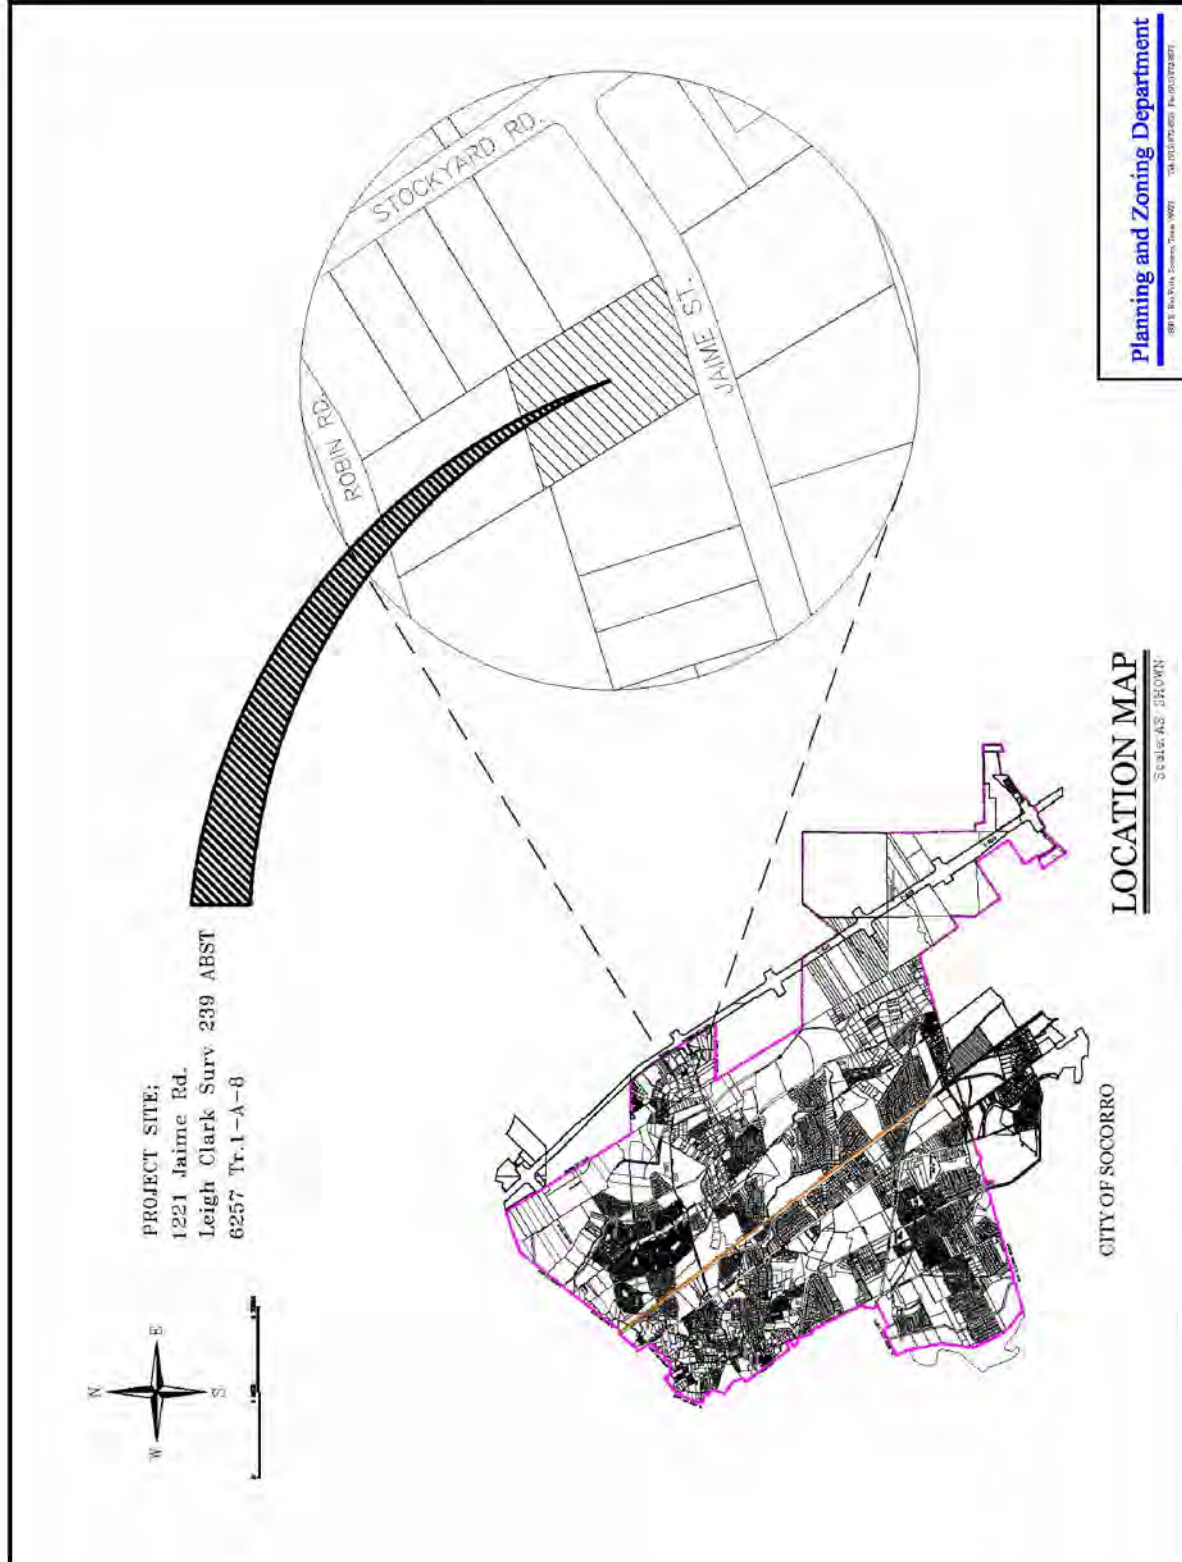 N
W
E
S
PROJECT SITE:
1221 Jaime Rd.
Leigh Clark Surv 239 ABST
6257 Tr.1-A-8
ROBIN RD.
STOCKYARD RD.
JAIME ST.
CITY OF SOCORRO
LOCATION MAP
Scale: AS SHOWN
Planning and Zoning Department